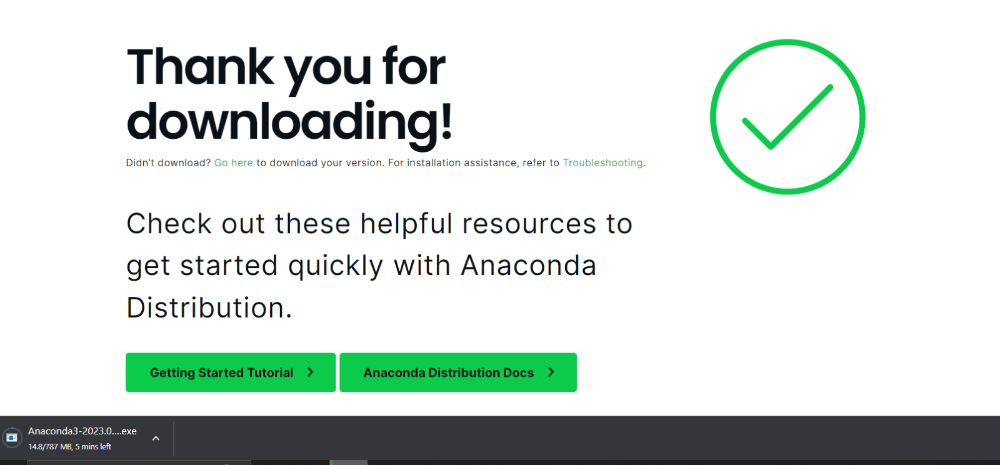 Thank you for
downloading!
Didn’t download? Go here to download your version. For installation assistance, refer to Troubleshooting.
Check out these helpful resources to
get started quickly with Anaconda
Distribution.
Getting Started Tutorial
Anaconda Distribution Docs
Anaconda3-2023.0....exe
14.8/787 MB, 5 mins left